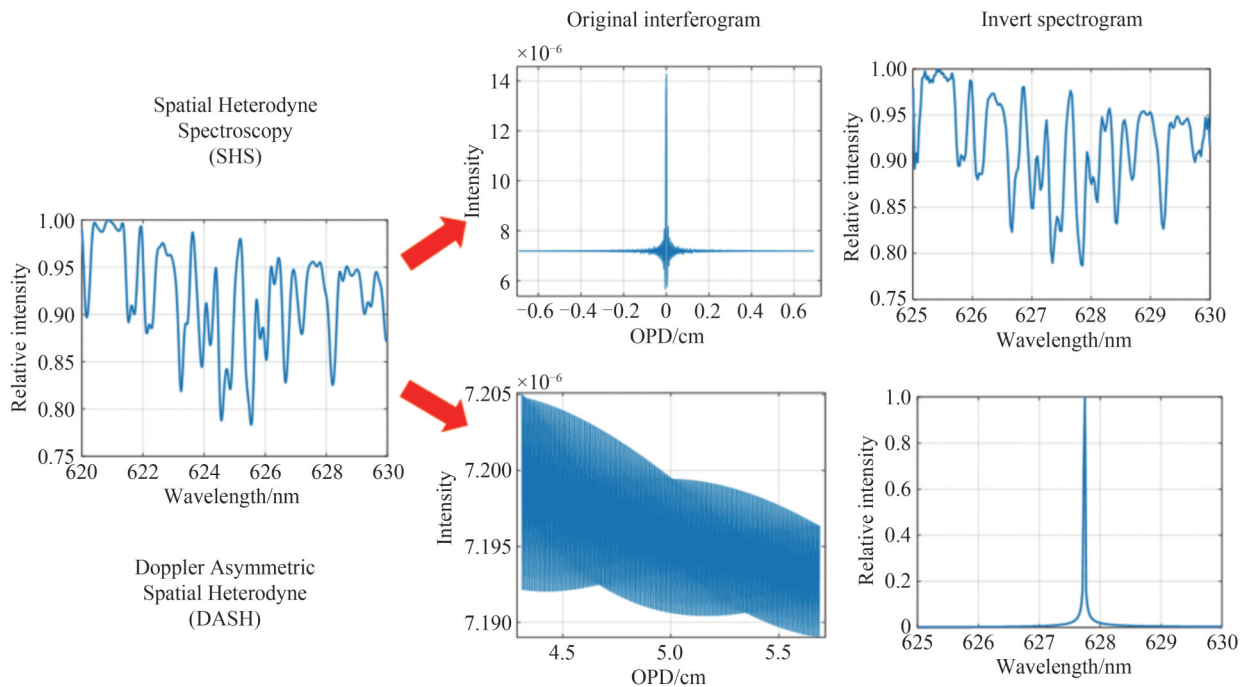 Original interferogram
Invert spectrogram
Spatial Heterodyne
Spectroscopy
(SHS)
Relative intensity
1.00
0.95
0.90
0.85
0.80
0.75
620 622 624 626 628 630
Wavelength/nm
Doppler Asymmetric
Spatial Heterodyne
(DASH)
×10⁻⁶
Intensity
14
12
10
8
6
−0.6 −0.4 −0.2 0 0.2 0.4 0.6
OPD/cm
Relative intensity
1.00
0.95
0.90
0.85
0.80
0.75
625 626 627 628 629 630
Wavelength/nm
×10⁻⁶
Intensity
7.205
7.200
7.195
7.190
4.5 5.0 5.5
OPD/cm
Relative intensity
1.0
0.8
0.6
0.4
0.2
0
625 626 627 628 629 630
Wavelength/nm